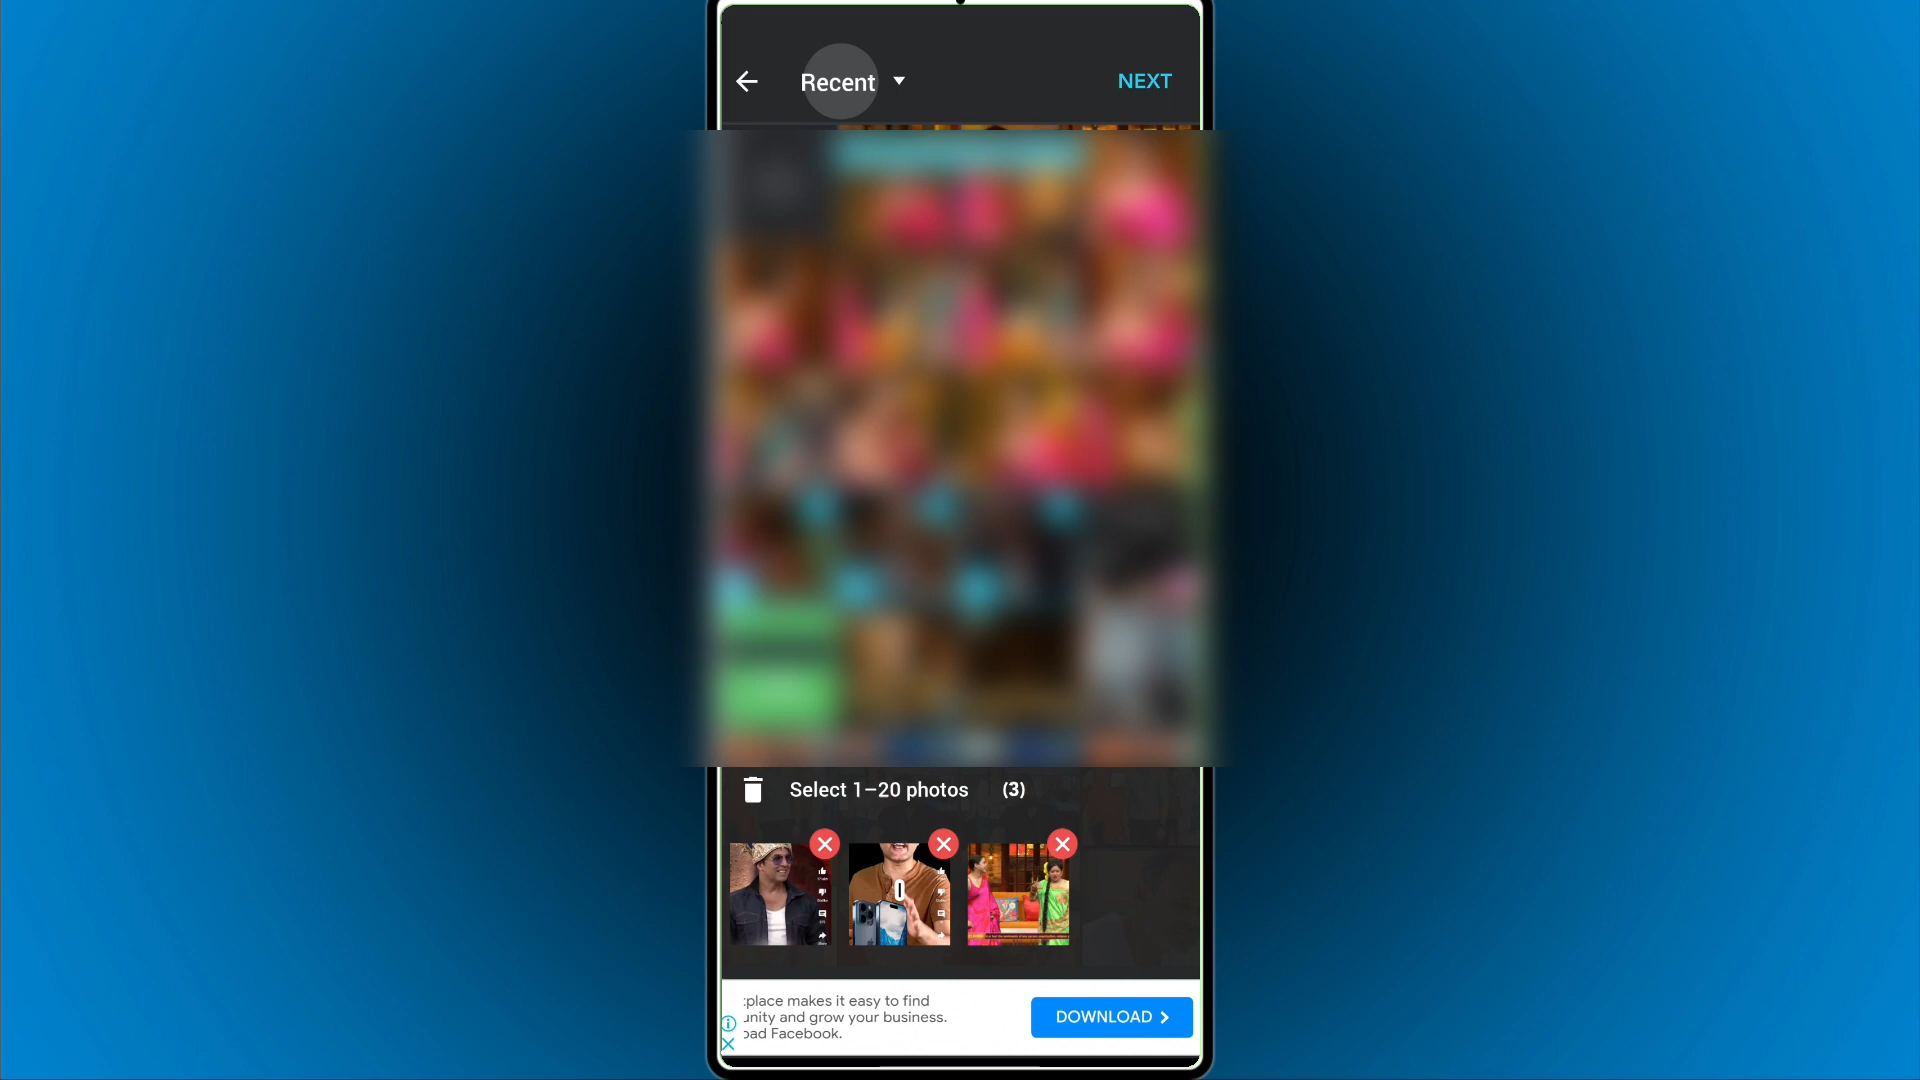 Recent
NEXT
Select 1–20 photos (3)
:place makes it easy to find
unity and grow your business.
oad Facebook.
DOWNLOAD